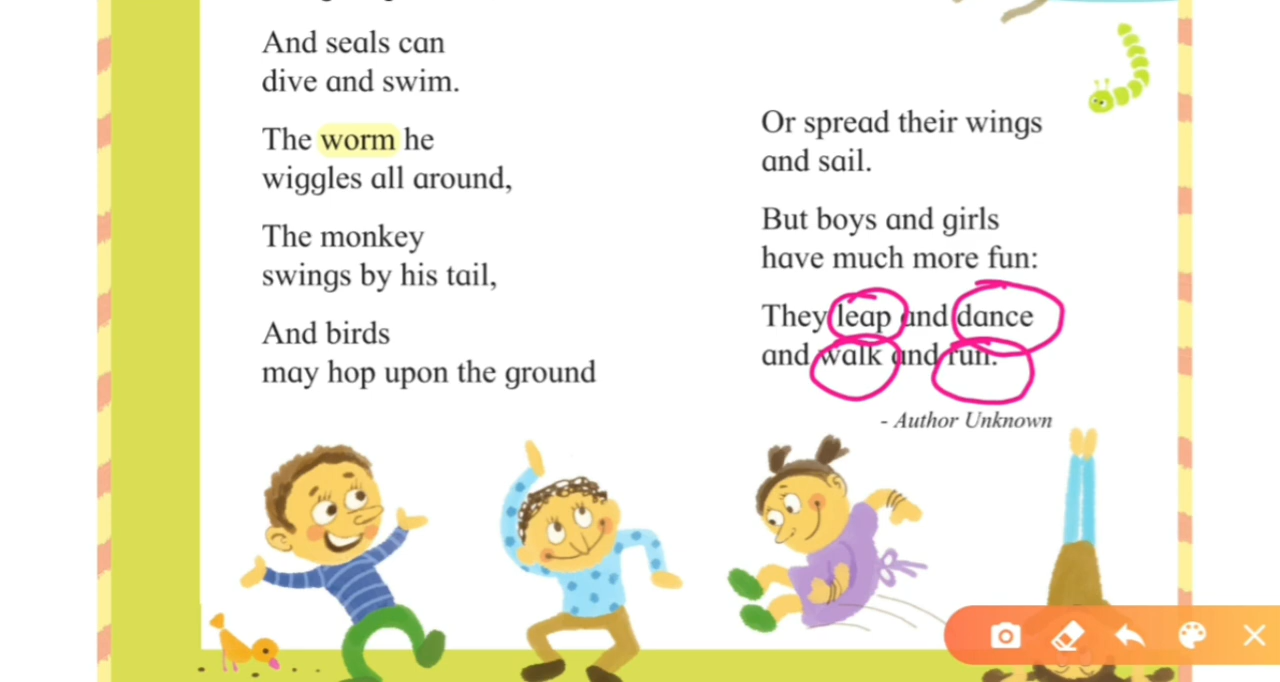 And seals can
dive and swim.
The worm he
wiggles all around,
The monkey
swings by his tail,
And birds
may hop upon the ground
Or spread their wings
and sail.
But boys and girls
have much more fun:
They leap and dance
and walk and run.
- Author Unknown